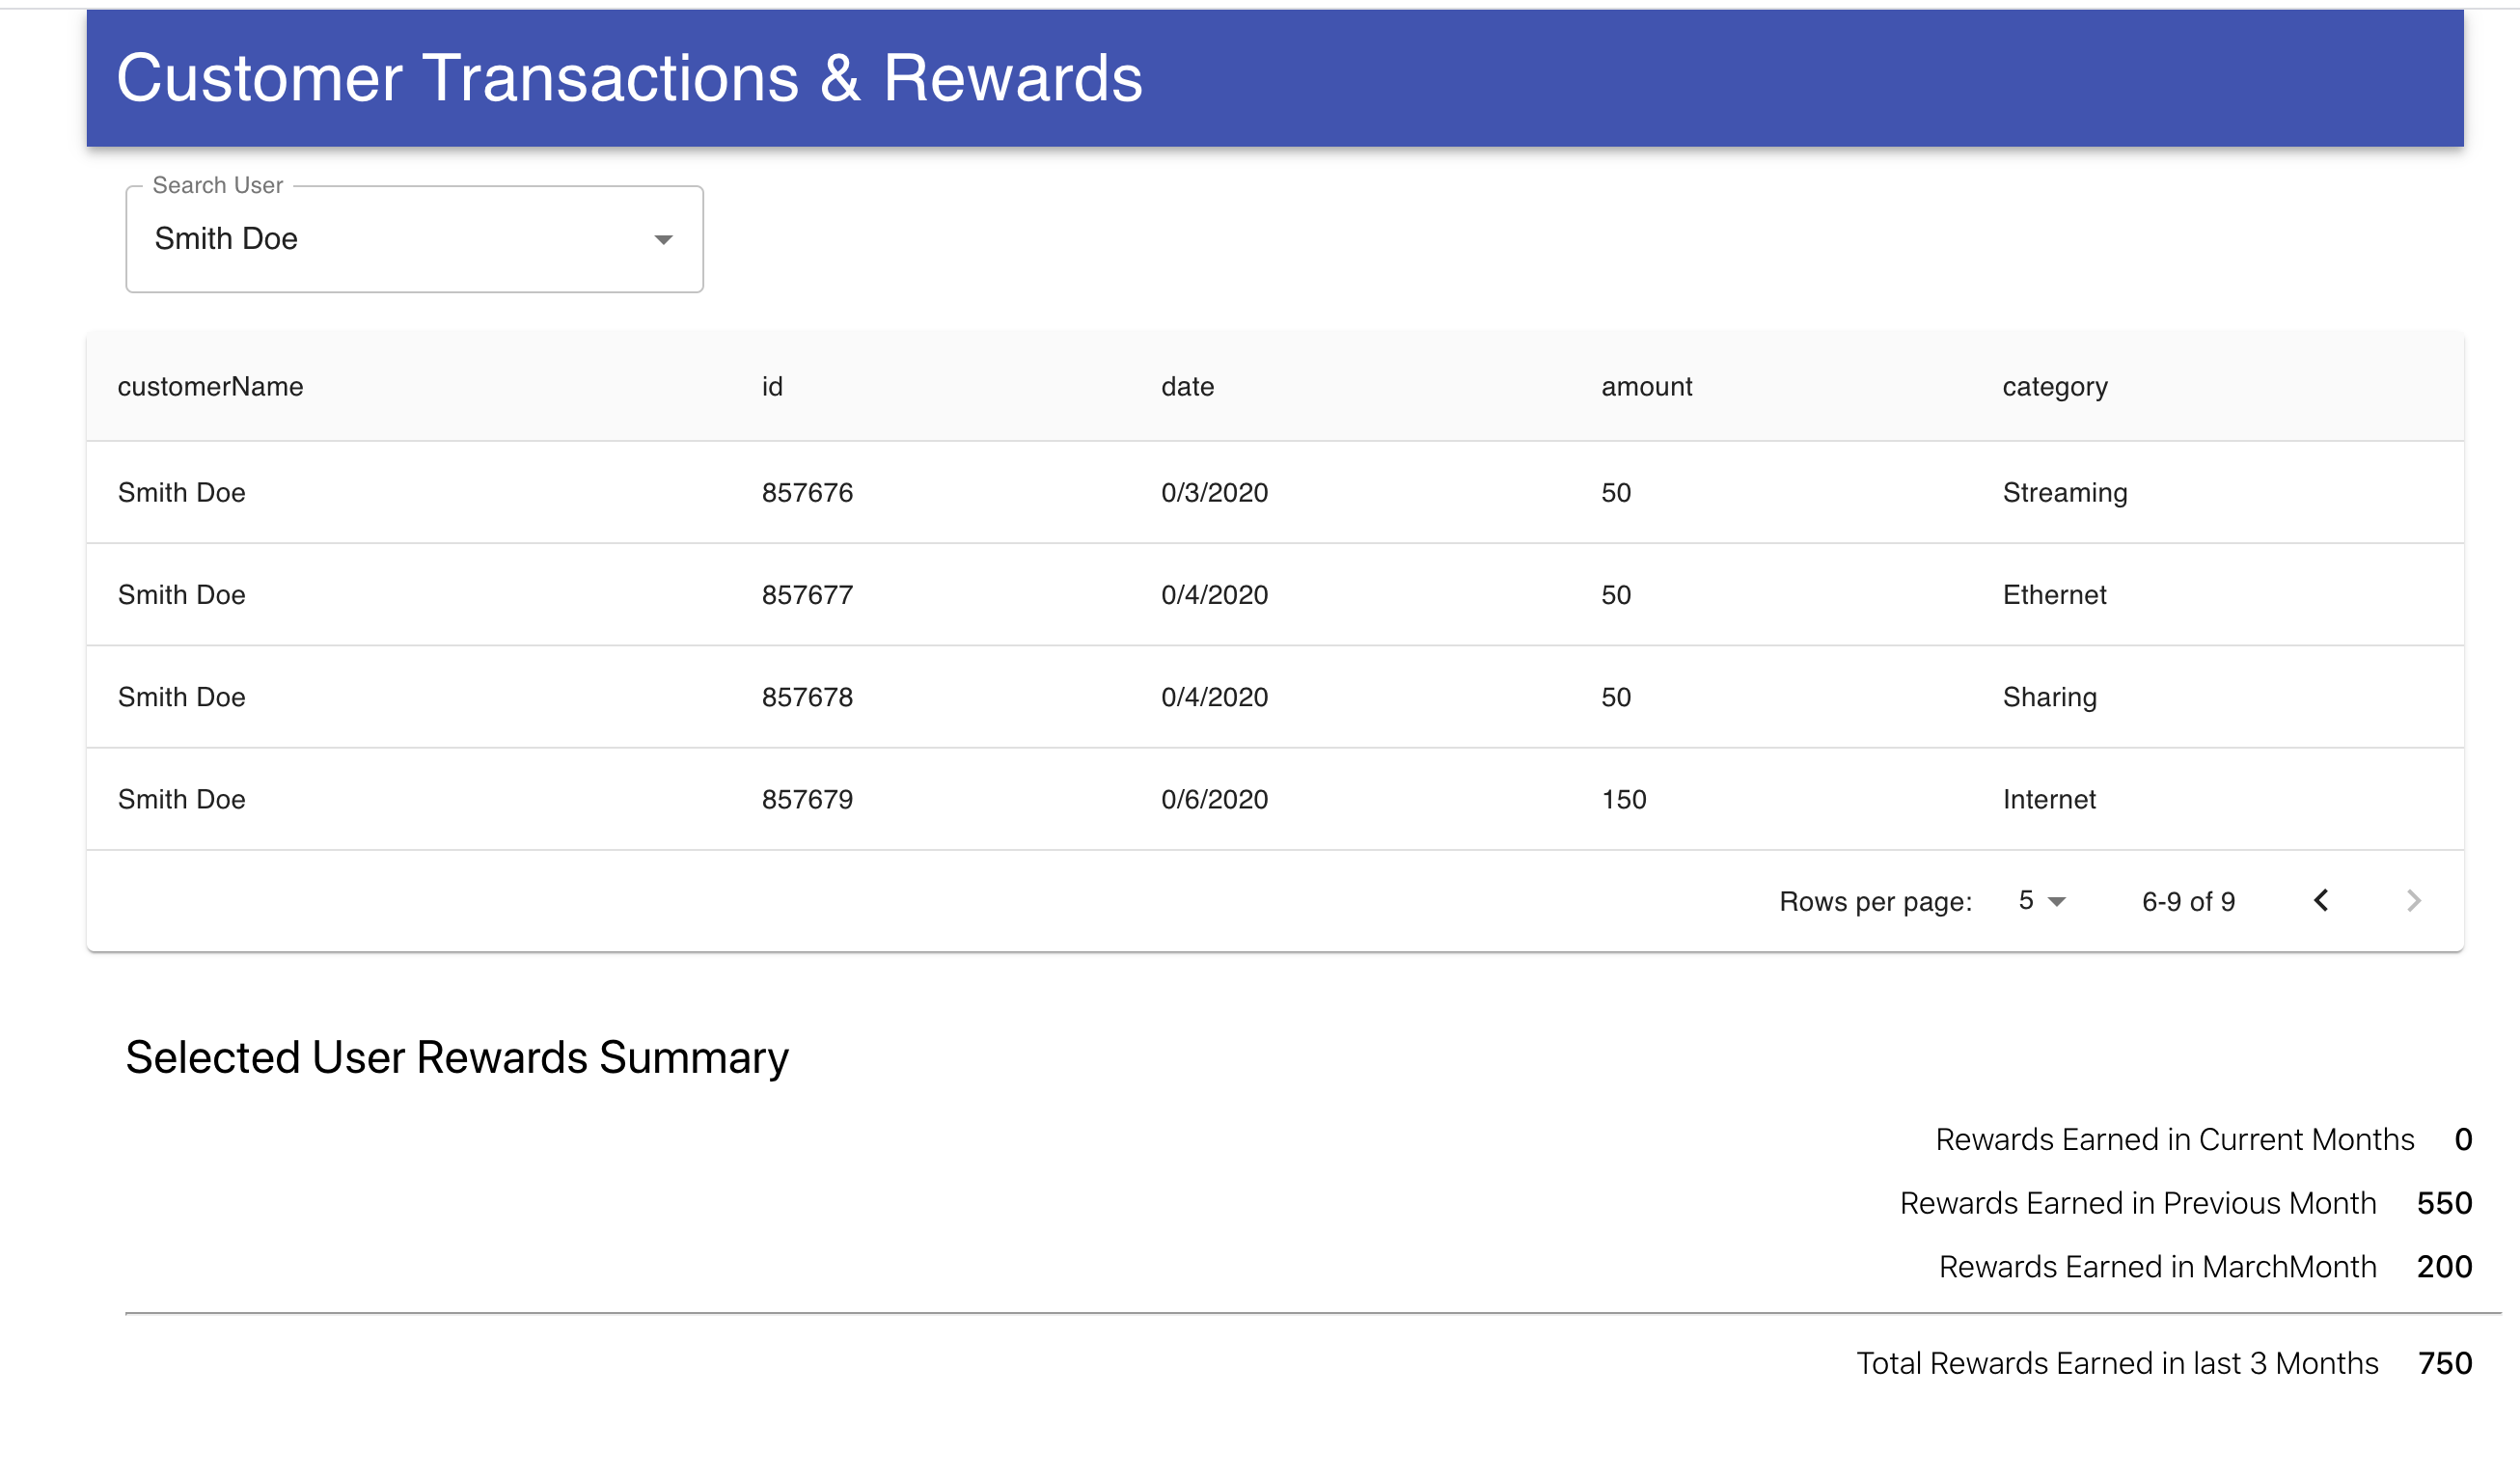 Customer Transactions & Rewards
Search User
Smith Doe
customerName id date amount category
Smith Doe 857676 0/3/2020 50 Streaming
Smith Doe 857677 0/4/2020 50 Ethernet
Smith Doe 857678 0/4/2020 50 Sharing
Smith Doe 857679 0/6/2020 150 Internet
Rows per page: 5 6-9 of 9
Selected User Rewards Summary
Rewards Earned in Current Months 0
Rewards Earned in Previous Month 550
Rewards Earned in MarchMonth 200
Total Rewards Earned in last 3 Months 750